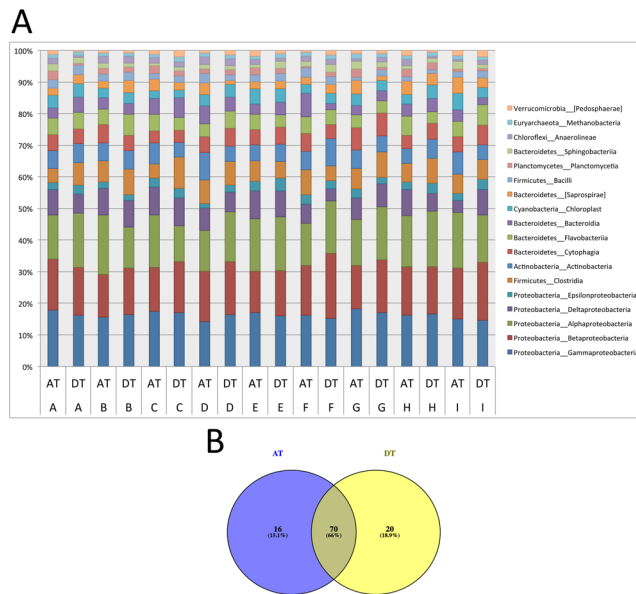 A
100%
90%
80%
70%
60%
50%
40%
30%
20%
10%
0%
AT DT AT DT AT DT AT DT AT DT AT DT AT DT AT DT AT DT
A A B B C C D D E E F F G G H H I I
Verrucomicrobia__[Pedosphaerae]
Euryarchaeota__Methanobacteria
Chloroflexi__Anaerolineae
Bacteroidetes__Sphingobacteriia
Planctomycetes__Planctomycetia
Firmicutes__Bacilli
Bacteroidetes__[Saprospirae]
Cyanobacteria__Chloroplast
Bacteroidetes__Bacteroidia
Bacteroidetes__Flavobacteriia
Bacteroidetes__Cytophagia
Actinobacteria__Actinobacteria
Firmicutes__Clostridia
Proteobacteria__Epsilonproteobacteria
Proteobacteria__Deltaproteobacteria
Proteobacteria__Alphaproteobacteria
Proteobacteria__Betaproteobacteria
Proteobacteria__Gammaproteobacteria
B
AT DT
16 70 20
(15.1%) (66%) (18.9%)